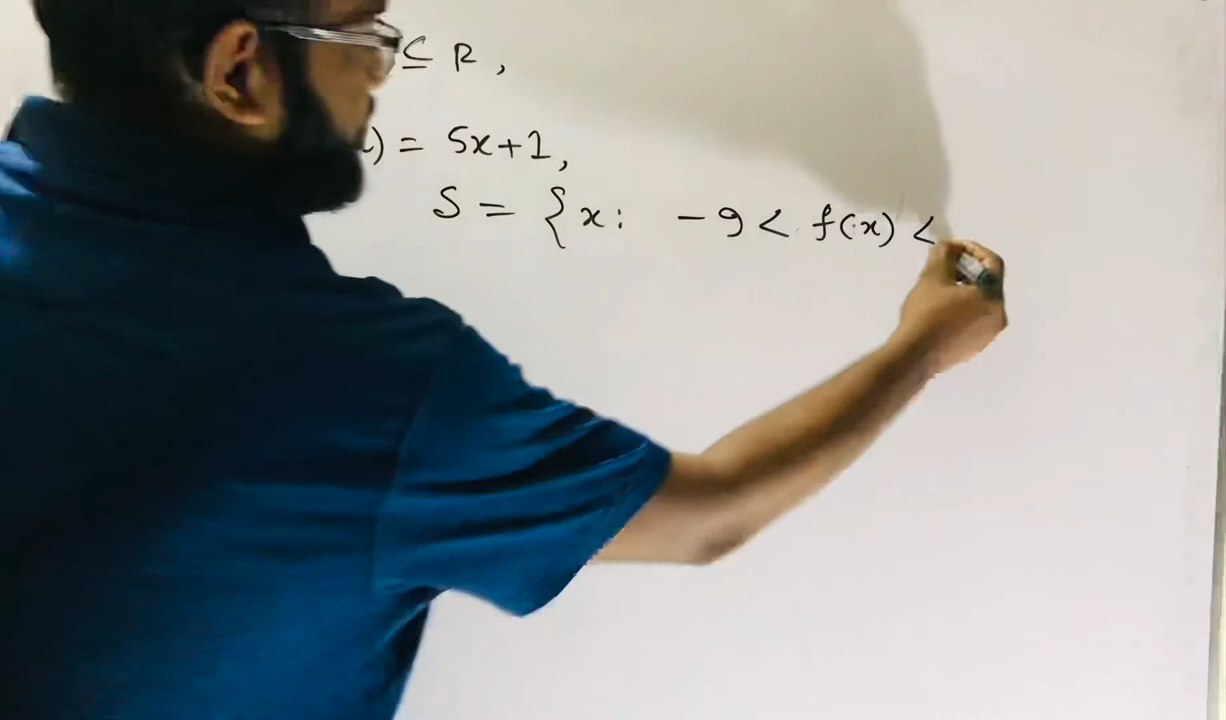 ⊆ R ,
) = 5x+1,
S = { x : - 9 < f(x) <